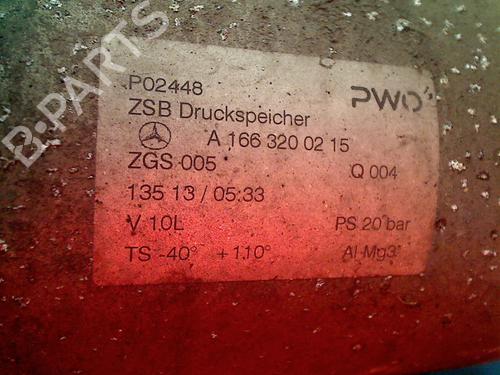 B-PARTS
P02448
PWO
ZSB Druckspeicher
A 166 320 02 15
ZGS 005
Q 004
135 13 / 05:33
V 1.0L
PS 20 bar
TS -40° +110°
Al Mg3